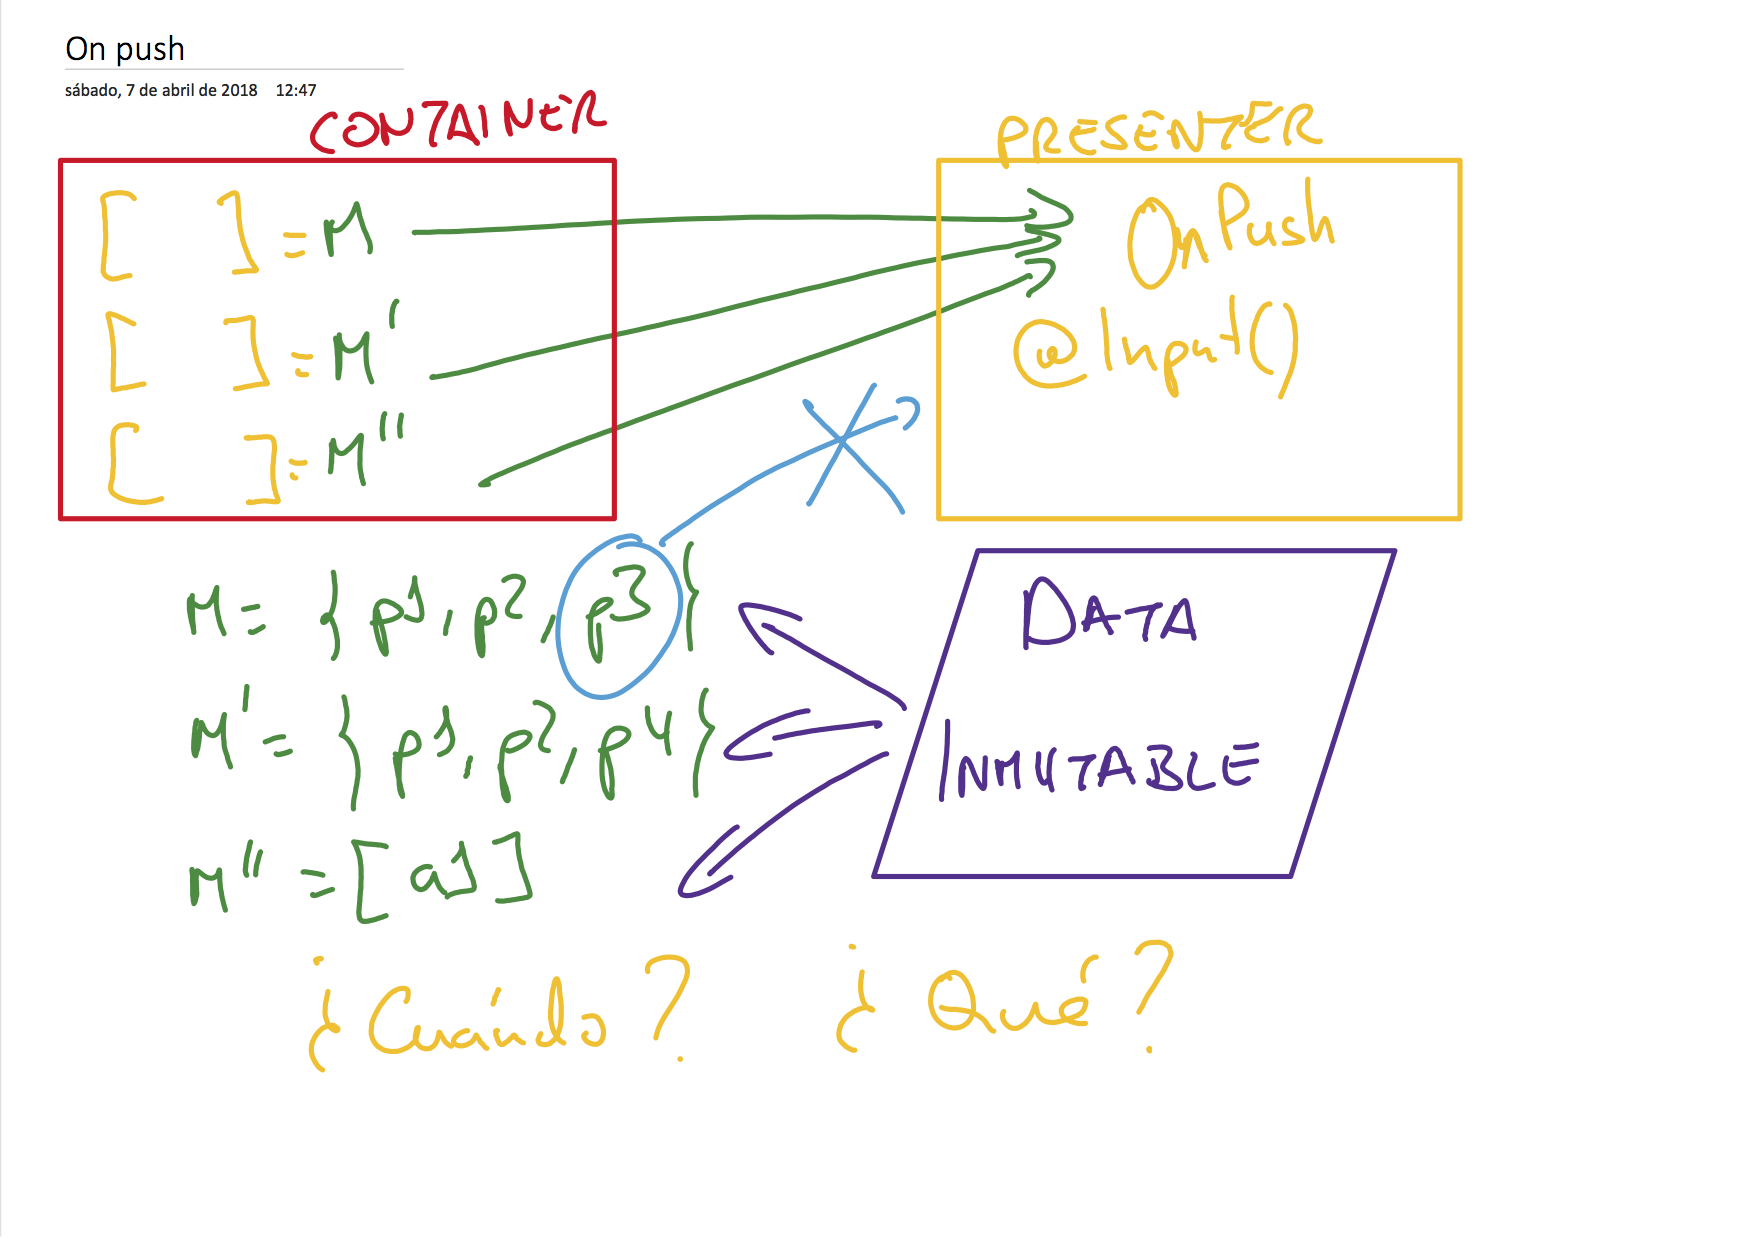 On push
sábado, 7 de abril de 2018 12:47
CONTAINER
PRESENTER
[ ] = M
OnPush
[ ] = M'
@Input()
[ ] = M''
M = { p1, p2, p3 }
DATA
M' = { p1, p2, p4 }
INMUTABLE
M'' = [ a1 ]
¿Cuándo? ¿Qué?